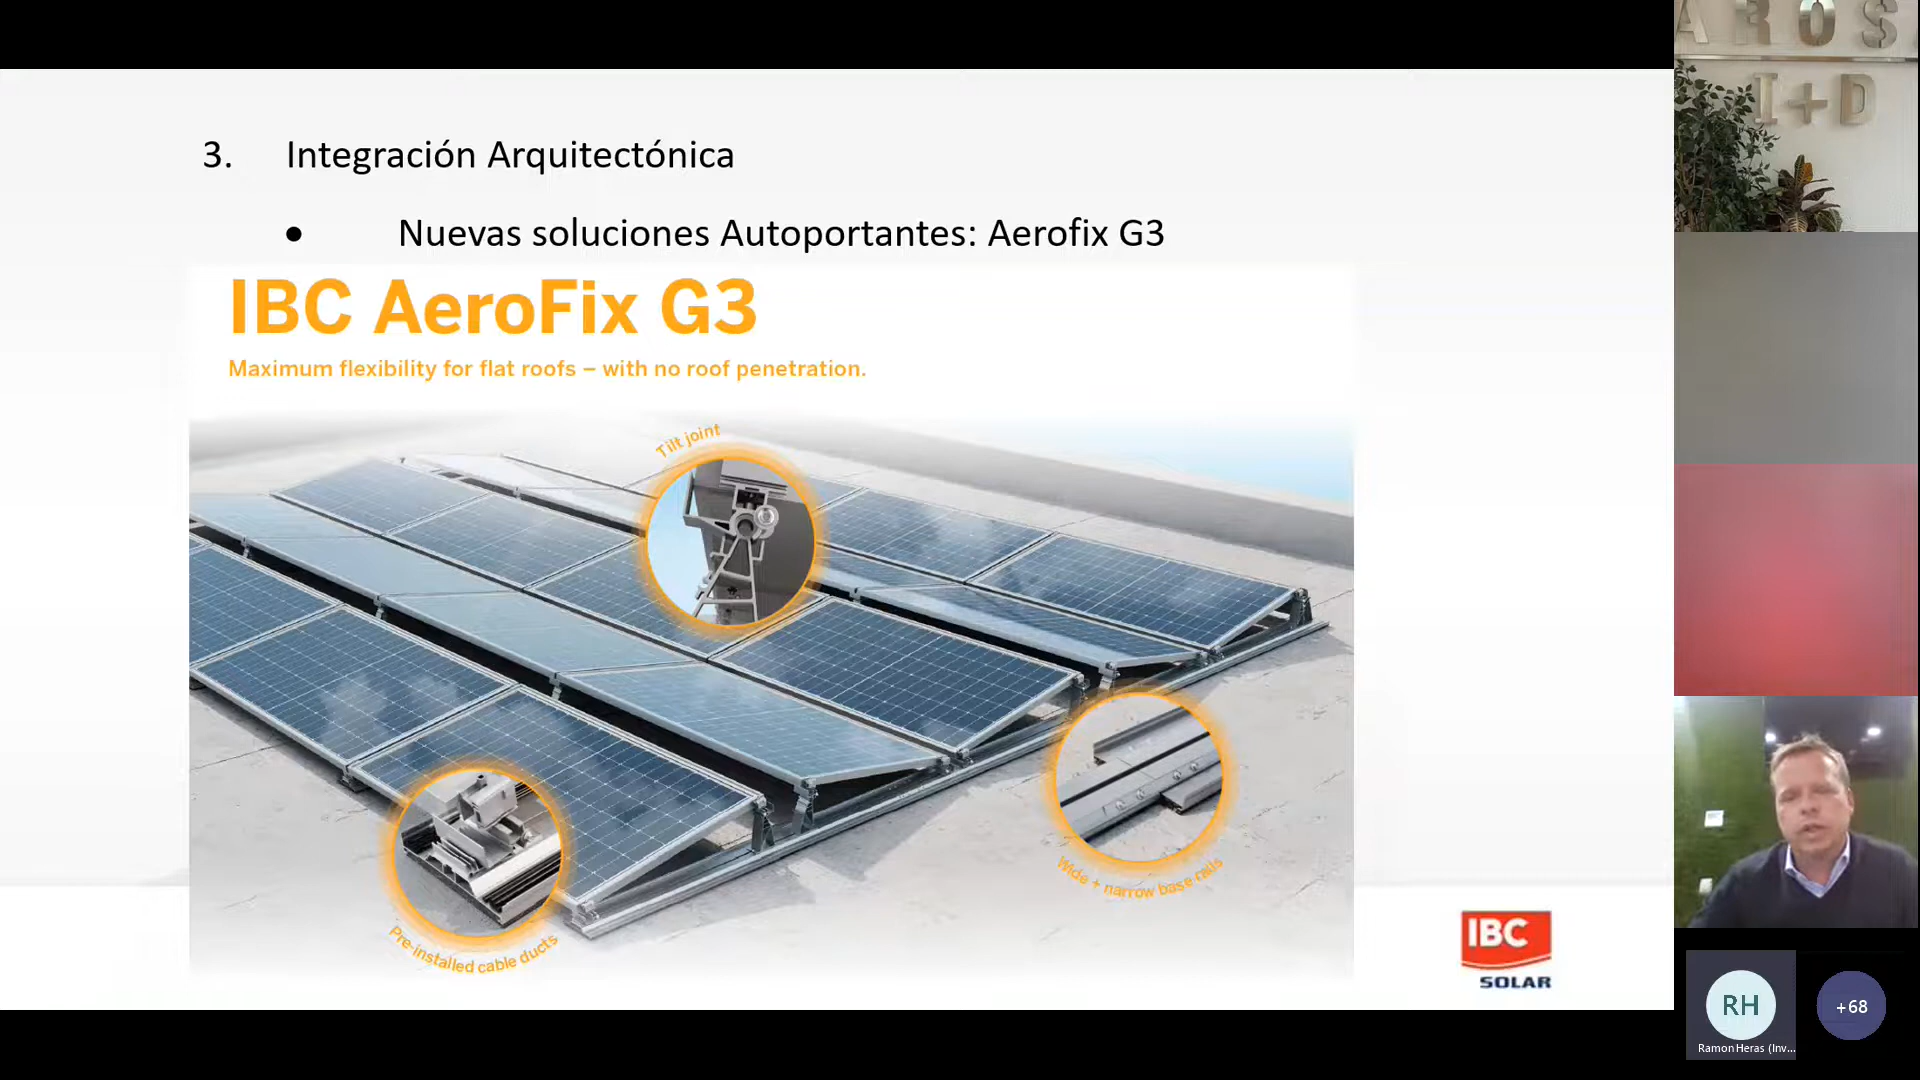 3. Integración Arquitectónica
• Nuevas soluciones Autoportantes: Aerofix G3
IBC AeroFix G3
Maximum flexibility for flat roofs – with no roof penetration.
Tilt joint
Wide + narrow base rails
Pre-installed cable ducts
IBC
SOLAR
AROS
I+D
RH
Ramon Heras (Inv...
+68